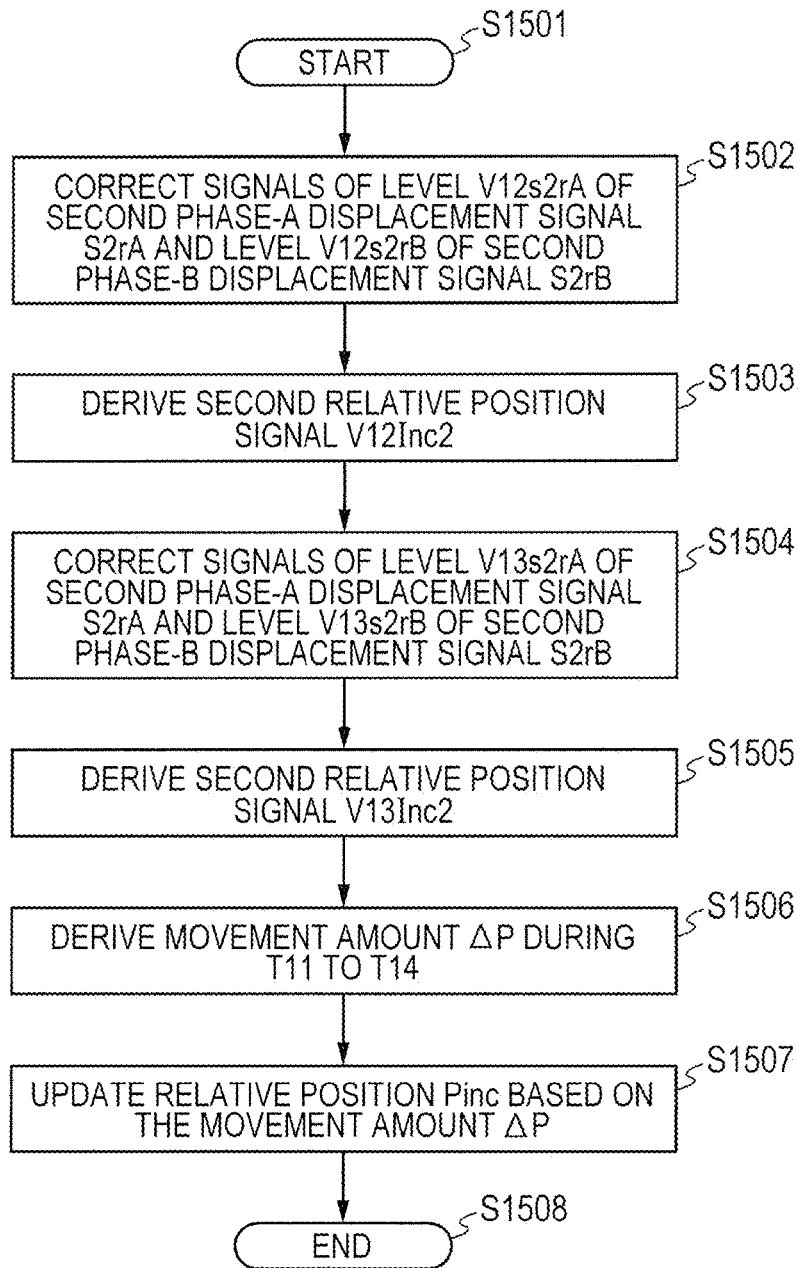 S1501
START
S1502
CORRECT SIGNALS OF LEVEL V12s2rA OF
SECOND PHASE-A DISPLACEMENT SIGNAL
S2rA AND LEVEL V12s2rB OF SECOND
PHASE-B DISPLACEMENT SIGNAL S2rB
S1503
DERIVE SECOND RELATIVE POSITION
SIGNAL V12Inc2
S1504
CORRECT SIGNALS OF LEVEL V13s2rA OF
SECOND PHASE-A DISPLACEMENT SIGNAL
S2rA AND LEVEL V13s2rB OF SECOND
PHASE-B DISPLACEMENT SIGNAL S2rB
S1505
DERIVE SECOND RELATIVE POSITION
SIGNAL V13Inc2
S1506
DERIVE MOVEMENT AMOUNT △P DURING
T11 TO T14
S1507
UPDATE RELATIVE POSITION Pinc BASED ON
THE MOVEMENT AMOUNT △P
S1508
END